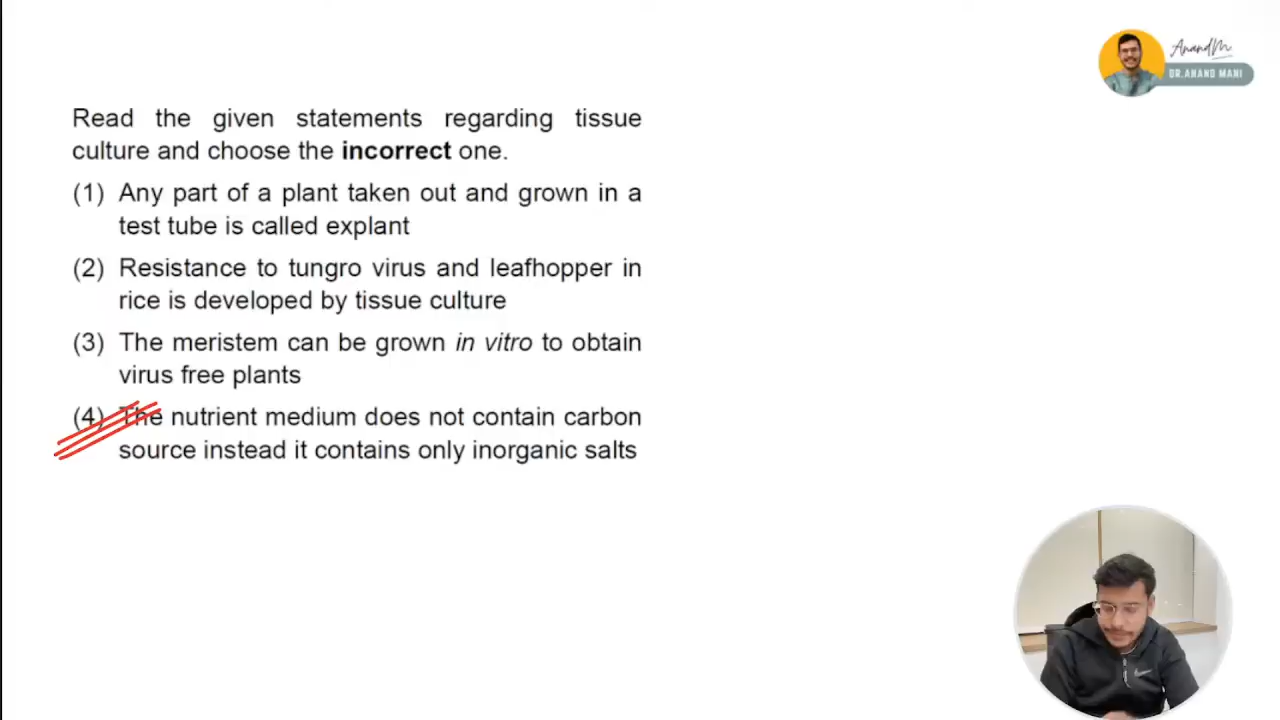 AnandM
DR.ANAND MANI
Read the given statements regarding tissue
culture and choose the incorrect one.
(1) Any part of a plant taken out and grown in a
test tube is called explant
(2) Resistance to tungro virus and leafhopper in
rice is developed by tissue culture
(3) The meristem can be grown in vitro to obtain
virus free plants
(4) The nutrient medium does not contain carbon
source instead it contains only inorganic salts